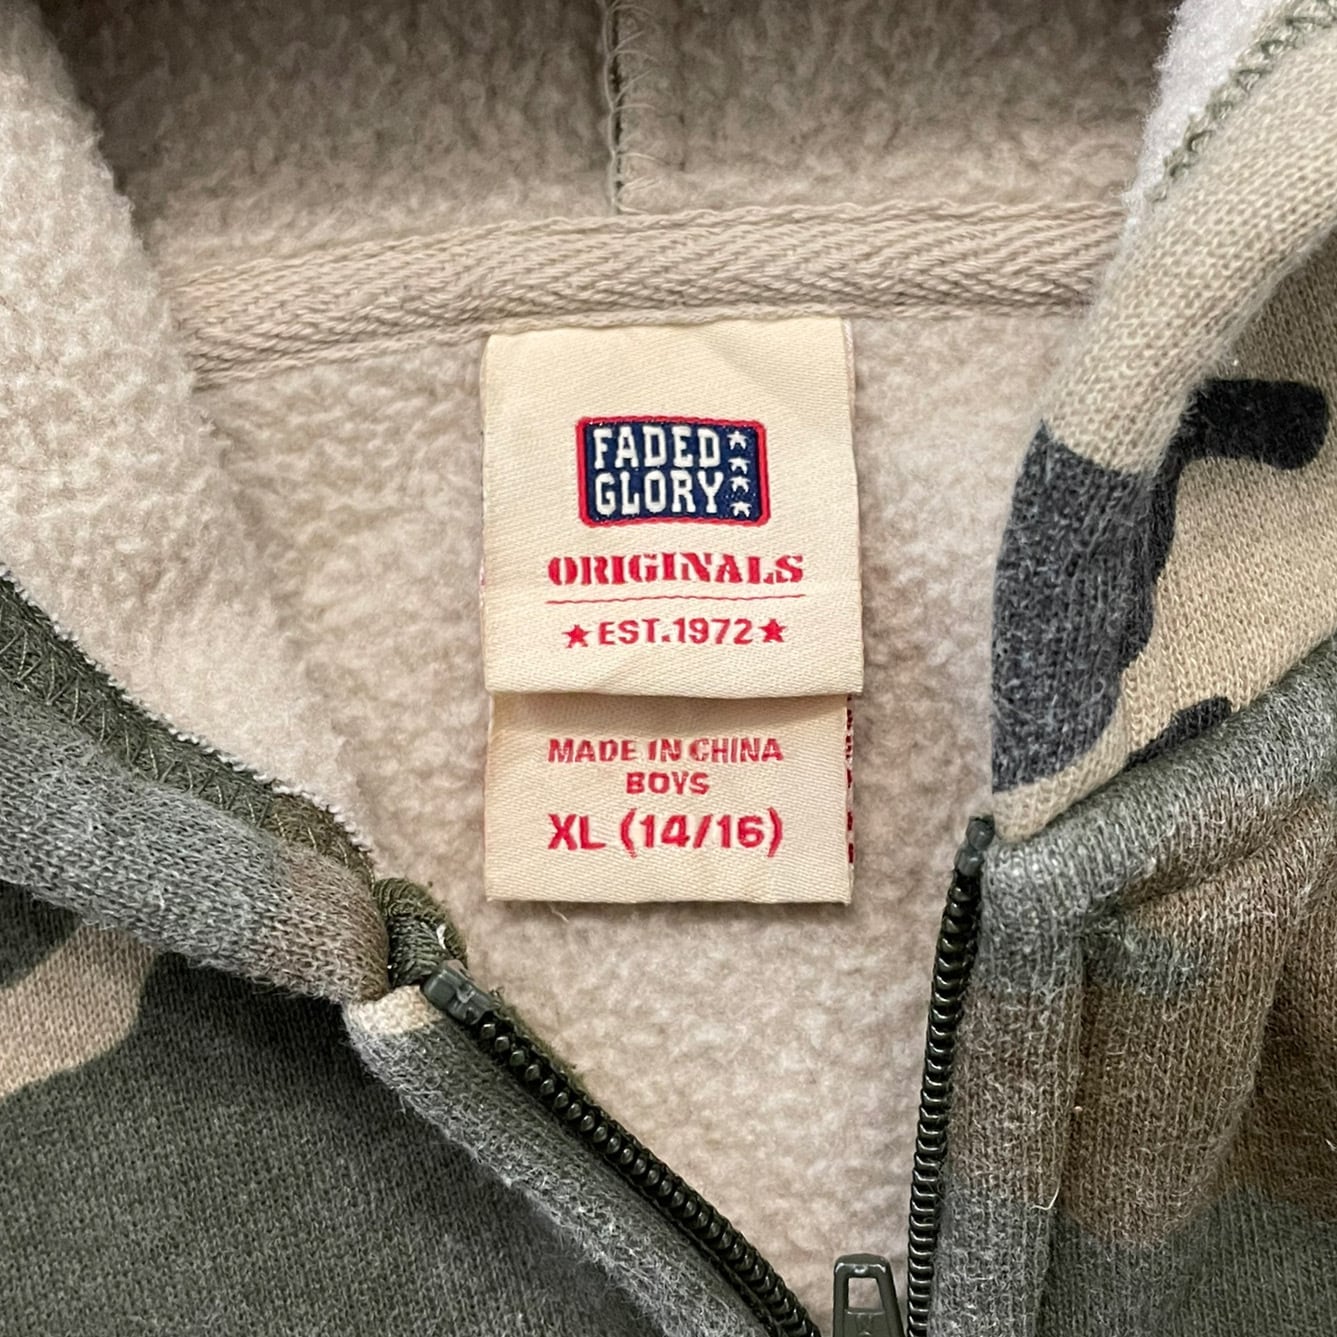 FADED
GLORY
ORIGINALS
★EST.1972★
MADE IN CHINA
BOYS
XL (14/16)